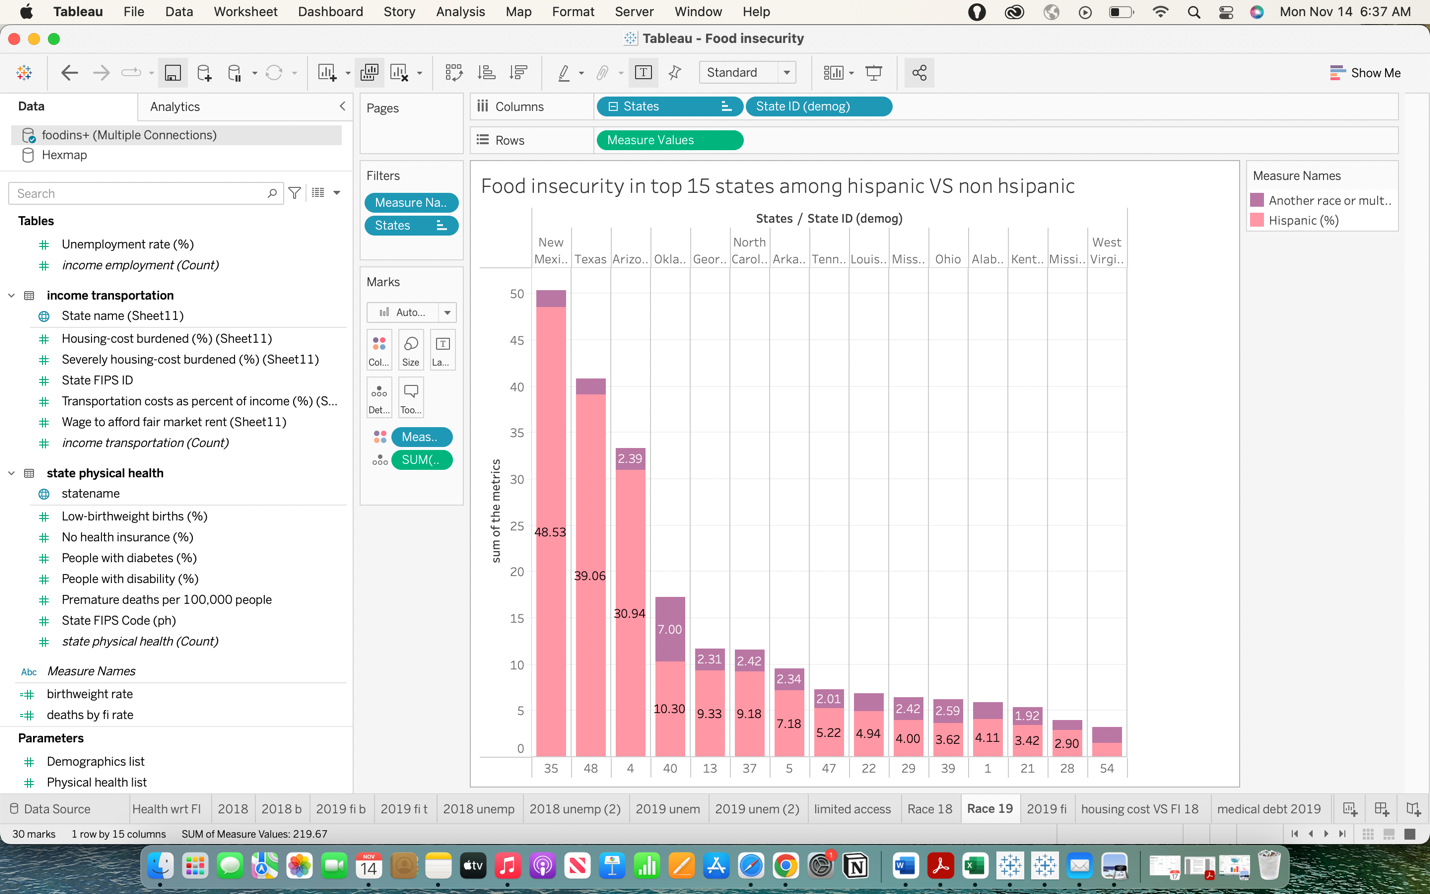 Tableau File Data Worksheet Dashboard Story Analysis Map Format Server Window Help Mon Nov 14 6:37 AM
Tableau - Food insecurity
Standard
Show Me
Data Analytics
foodins+ (Multiple Connections)
Hexmap
Search
Tables
Unemployment rate (%)
income employment (Count)
income transportation
State name (Sheet11)
Housing-cost burdened (%) (Sheet11)
Severely housing-cost burdened (%) (Sheet11)
State FIPS ID
Transportation costs as percent of income (%) (S...
Wage to afford fair market rent (Sheet11)
income transportation (Count)
state physical health
statename
Low-birthweight births (%)
No health insurance (%)
People with diabetes (%)
People with disability (%)
Premature deaths per 100,000 people
State FIPS Code (ph)
state physical health (Count)
Abc Measure Names
birthweight rate
deaths by fi rate
Parameters
Demographics list
Physical health list
Pages
Filters
Measure Na..
States
Marks
Auto...
Col... Size La...
Det... Too...
Meas..
SUM(..
Columns States State ID (demog)
Rows Measure Values
Food insecurity in top 15 states among hispanic VS non hsipanic
States / State ID (demog)
New Mexi.. Texas Arizo.. Okla.. Geor.. North Carol.. Arka.. Tenn.. Louis.. Miss.. Ohio Alab.. Kent.. Missi.. West Virgi..
sum of the metrics
50
45
40
35
30
25
20
15
10
5
0
48.53
39.06
2.39
30.94
7.00
10.30
2.31
9.33
2.42
9.18
2.34
7.18
2.01
5.22
4.94
2.42
4.00
2.59
3.62
4.11
1.92
3.42
2.90
35 48 4 40 13 37 5 47 22 29 39 1 21 28 54
Measure Names
Another race or mult..
Hispanic (%)
Data Source Health wrt FI 2018 2018 b 2019 fi b 2019 fi t 2018 unemp 2018 unemp (2) 2019 unem 2019 unem (2) limited access Race 18 Race 19 2019 fi housing cost VS FI 18 medical debt 2019
30 marks 1 row by 15 columns SUM of Measure Values: 219.67
NOV
14
tv
1